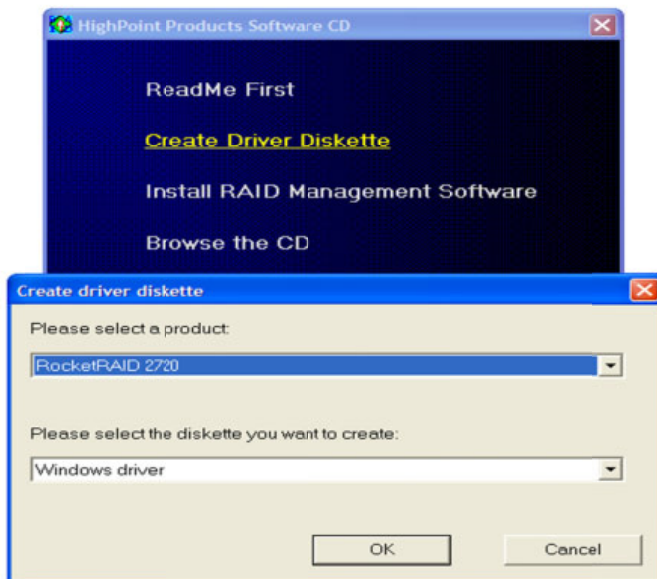 HighPoint Products Software CD
ReadMe First
Create Driver Diskette
Install RAID Management Software
Browse the CD
Create driver diskette
Please select a product:
RocketRAID 2720
Please select the diskette you want to create:
Windows driver
OK
Cancel